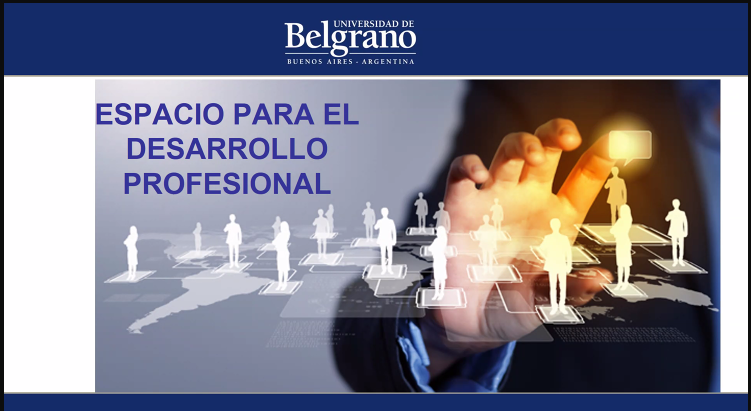 UNIVERSIDAD DE
Belgrano
BUENOS AIRES - ARGENTINA
ESPACIO PARA EL
DESARROLLO
PROFESIONAL